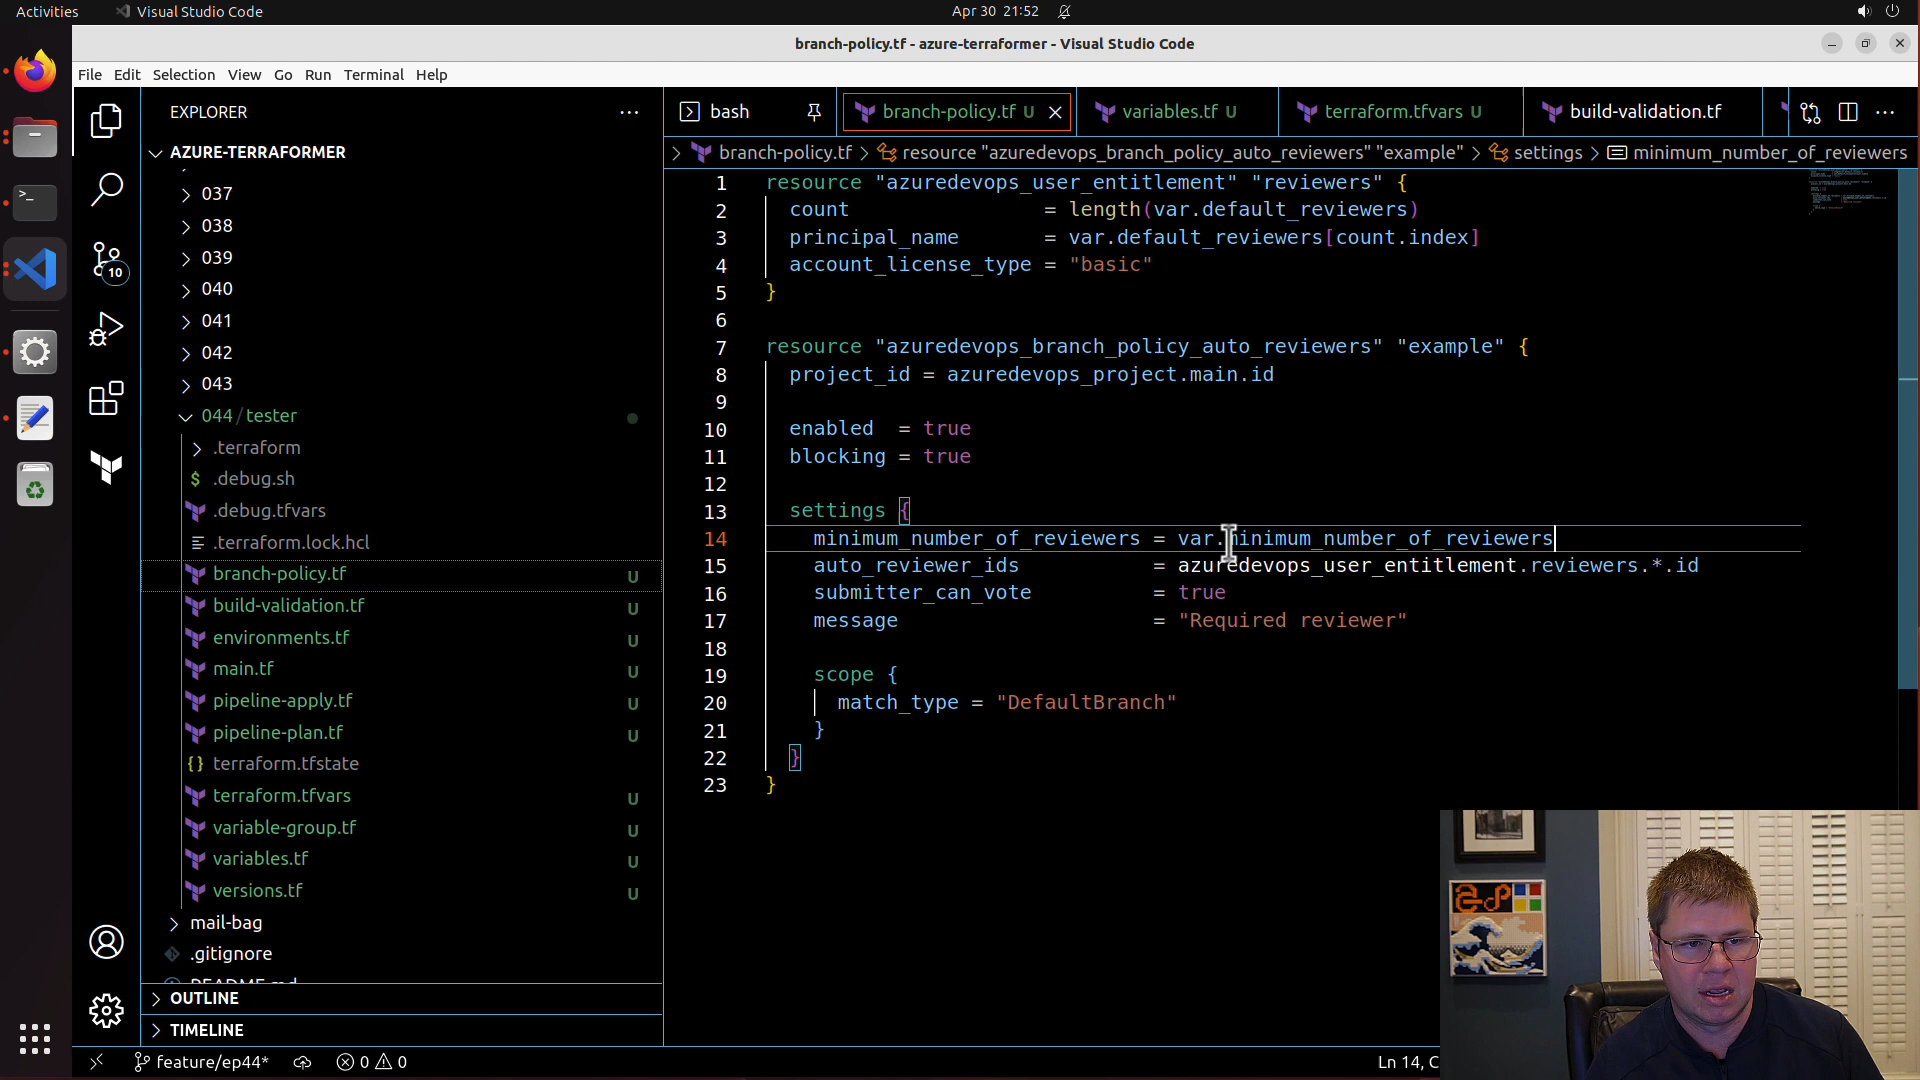 Activities
Visual Studio Code
Apr 30 21:52
branch-policy.tf - azure-terraformer - Visual Studio Code
File Edit Selection View Go Run Terminal Help
EXPLORER
AZURE-TERRAFORMER
037
038
039
040
041
042
043
044 / tester
.terraform
.debug.sh
.debug.tfvars
.terraform.lock.hcl
branch-policy.tf U
build-validation.tf U
environments.tf U
main.tf U
pipeline-apply.tf U
pipeline-plan.tf U
terraform.tfstate
terraform.tfvars U
variable-group.tf U
variables.tf U
versions.tf U
mail-bag
.gitignore
README.md
OUTLINE
TIMELINE
10
bash
branch-policy.tf U
variables.tf U
terraform.tfvars U
build-validation.tf
branch-policy.tf > resource "azuredevops_branch_policy_auto_reviewers" "example" > settings > minimum_number_of_reviewers
1 resource "azuredevops_user_entitlement" "reviewers" {
2 count = length(var.default_reviewers)
3 principal_name = var.default_reviewers[count.index]
4 account_license_type = "basic"
5 }
6
7 resource "azuredevops_branch_policy_auto_reviewers" "example" {
8 project_id = azuredevops_project.main.id
9
10 enabled = true
11 blocking = true
12
13 settings {
14 minimum_number_of_reviewers = var.minimum_number_of_reviewers
15 auto_reviewer_ids = azuredevops_user_entitlement.reviewers.*.id
16 submitter_can_vote = true
17 message = "Required reviewer"
18
19 scope {
20 match_type = "DefaultBranch"
21 }
22 }
23 }
feature/ep44*
0 0
Ln 14, C